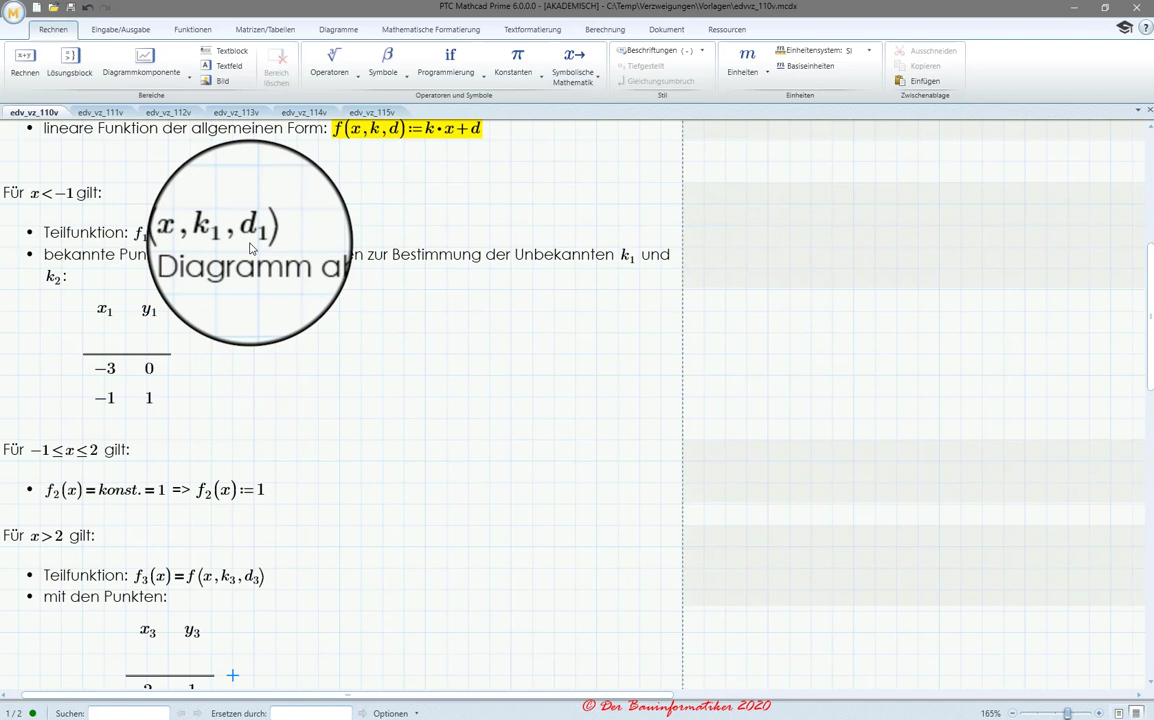 PTC Mathcad Prime 6.0.0.0 - [AKADEMISCH] - C:\Temp\Verzweigungen\Vorlagen\edvvz_110v.mcdx
Rechnen Eingabe/Ausgabe Funktionen Matrizen/Tabellen Diagramme Mathematische Formatierung Textformatierung Berechnung Dokument
Rechnen Lösungsblock Diagrammkomponente Textblock Textfeld Bild Bereich löschen Operatoren Symbole Programmierung Konstanten Symbolische Mathematik Beschriftungen ( - ) Tiefgestellt Gleichungsumbruch Einheiten Einheitensystem: SI Basiseinheiten Ausschneiden Kopieren Einfügen
Bereiche Operatoren und Symbole Stil Einheiten Zwischenablage
edv_vz_110v edv_vz_111v edv_vz_112v edv_vz_113v edv_vz_114v edv_vz_115v
• lineare Funktion der allgemeinen Form: f(x,k,d):=k•x+d
Für x<−1 gilt:
• Teilfunktion: f₁(x,k₁,d₁)
Diagramm
• bekannte zur Bestimmung der Unbekannten k₁ und
k₂:
x₁ y₁
−3 0
−1 1
Für −1≤x≤2 gilt:
• f₂(x)=konst.=1 => f₂(x):=1
Für x>2 gilt:
• Teilfunktion: f₃(x)=f(x,k₃,d₃)
• mit den Punkten:
x₃ y₃
2 1
1 / 2 Suchen: Ersetzen durch: Optionen © Der Bauinformatiker 2020 165%